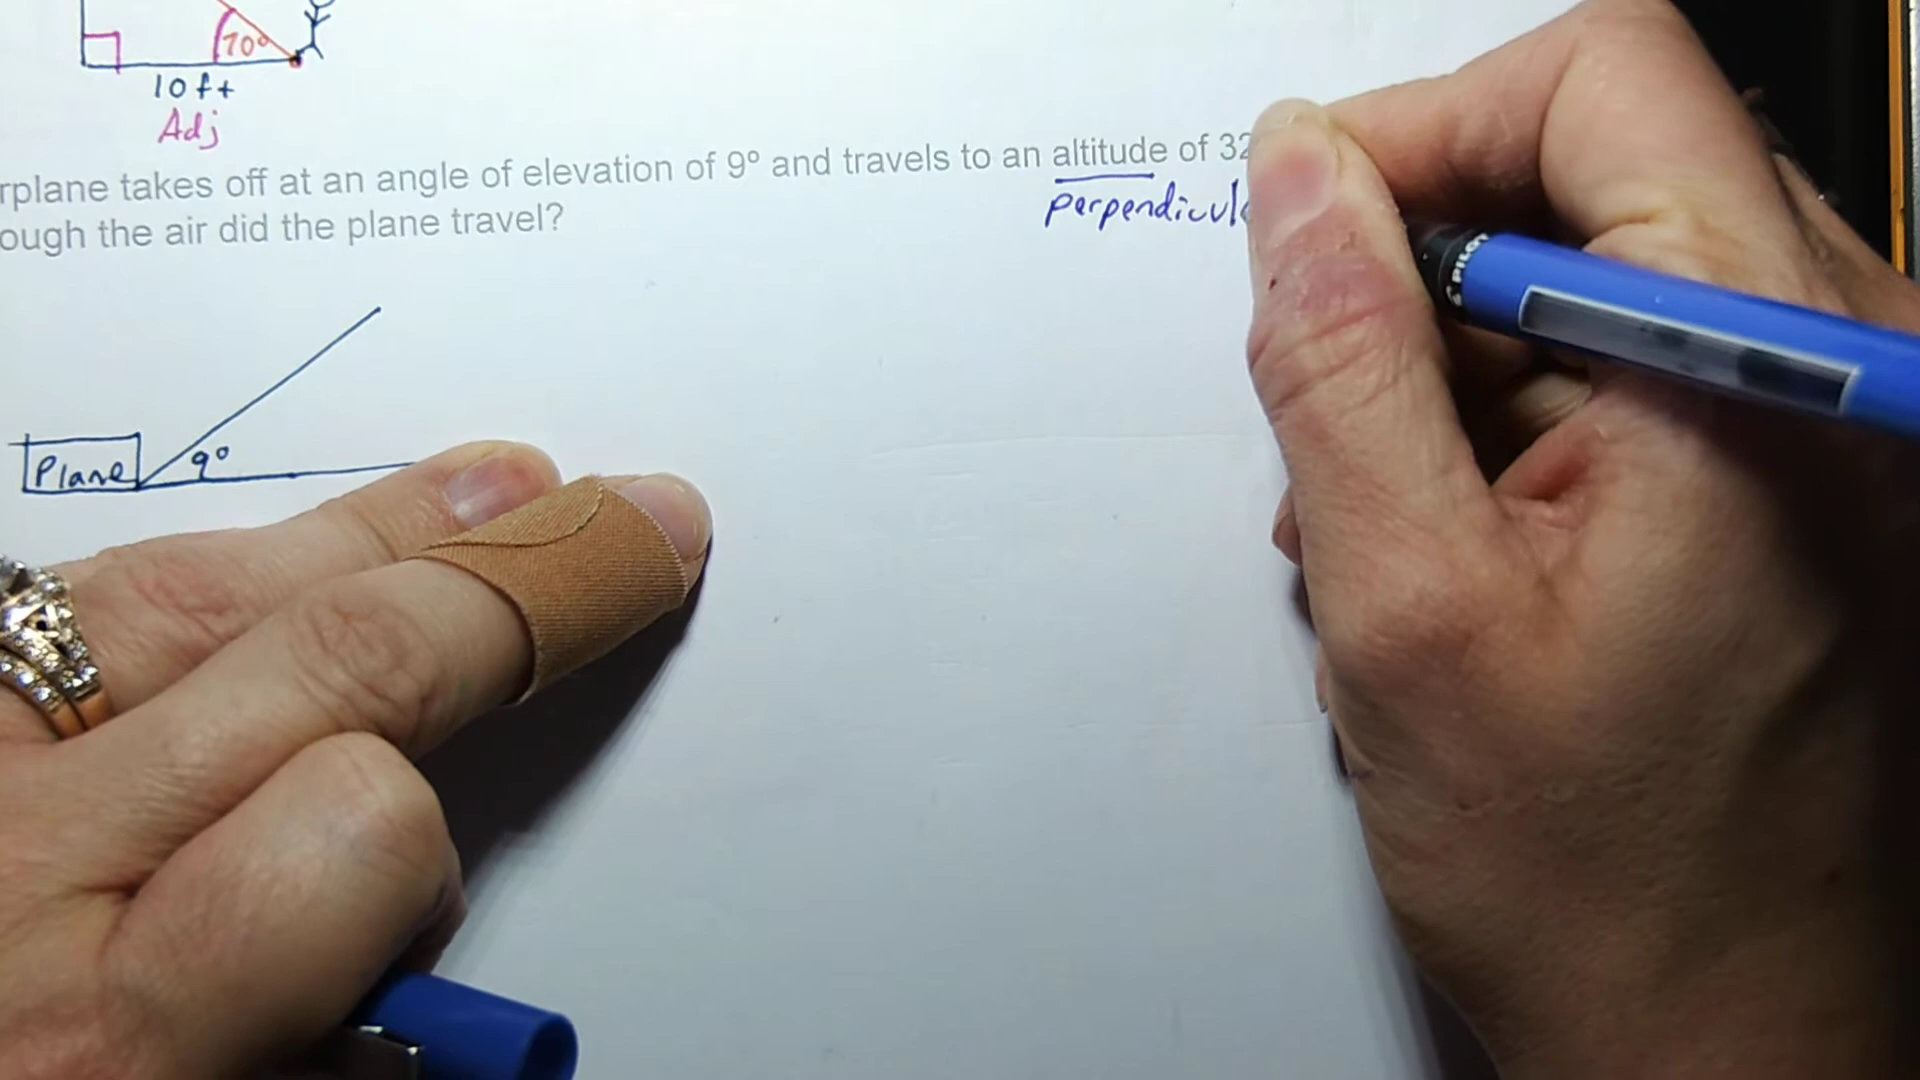 70°
10 ft
Adj
rplane takes off at an angle of elevation of 9º and travels to an altitude of 32
perpendicul
ough the air did the plane travel?
Plane 9°
PILOT